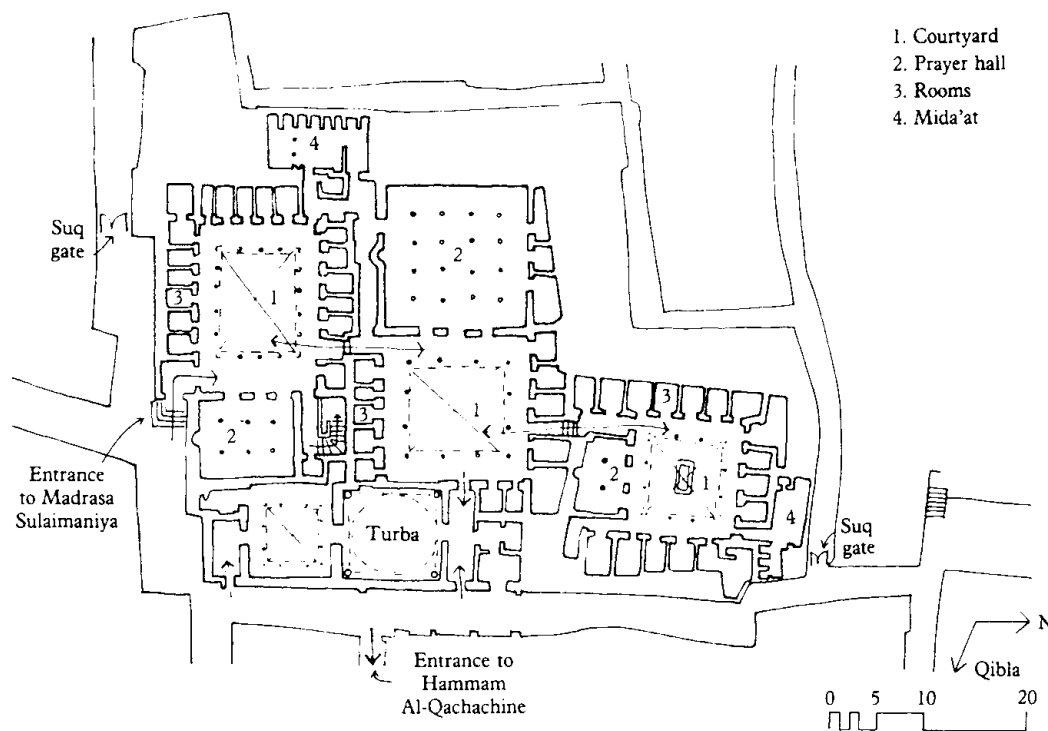 1. Courtyard
2. Prayer hall
3. Rooms
4. Mida'at
4
Suq
gate
2
3
1
1
3
3
2
2
1
4
Entrance
to Madrasa
Sulaimaniya
Turba
Suq
gate
N
Qibla
Entrance to
Hammam
Al-Qachachine
0 5 10 20